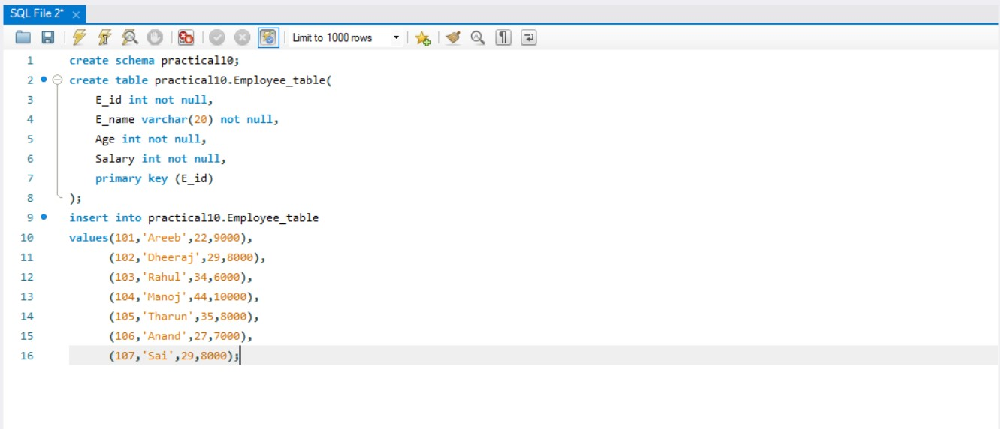 SQL File 2*
Limit to 1000 rows
1 create schema practical10;
2 create table practical10.Employee_table(
3 E_id int not null,
4 E_name varchar(20) not null,
5 Age int not null,
6 Salary int not null,
7 primary key (E_id)
8 );
9 insert into practical10.Employee_table
10 values(101,'Areeb',22,9000),
11 (102,'Dheeraj',29,8000),
12 (103,'Rahul',34,6000),
13 (104,'Manoj',44,10000),
14 (105,'Tharun',35,8000),
15 (106,'Anand',27,7000),
16 (107,'Sai',29,8000);